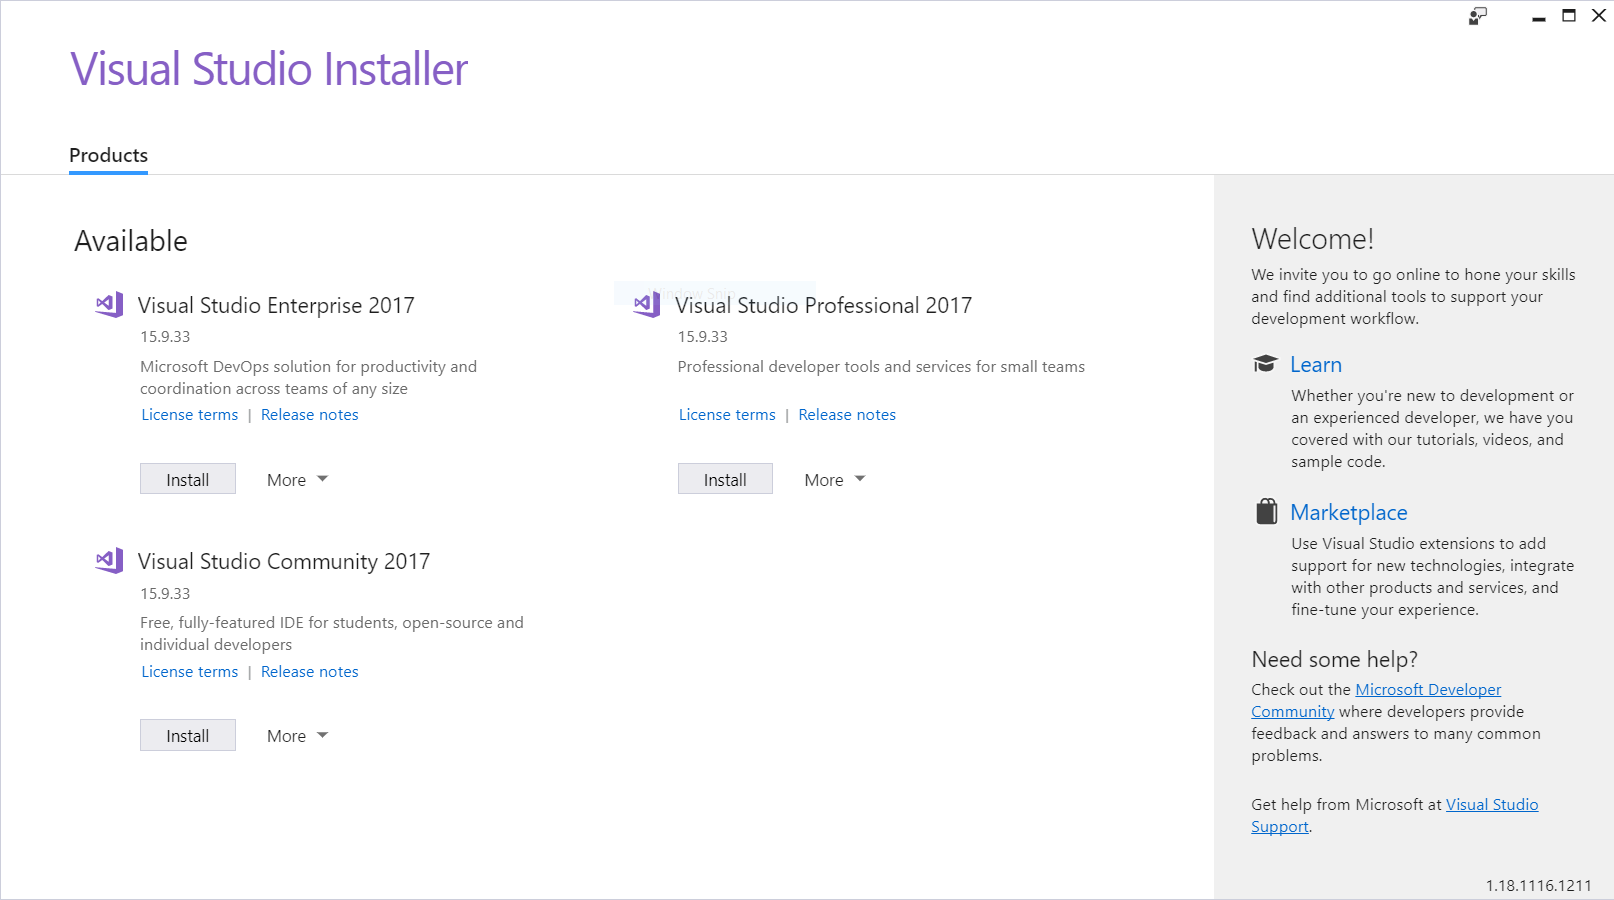 Visual Studio Installer
Products
Available
Visual Studio Enterprise 2017
15.9.33
Microsoft DevOps solution for productivity and
coordination across teams of any size
License terms | Release notes
Install More
Window Snip
Visual Studio Professional 2017
15.9.33
Professional developer tools and services for small teams
License terms | Release notes
Install More
Visual Studio Community 2017
15.9.33
Free, fully-featured IDE for students, open-source and
individual developers
License terms | Release notes
Install More
Welcome!
We invite you to go online to hone your skills
and find additional tools to support your
development workflow.
Learn
Whether you're new to development or
an experienced developer, we have you
covered with our tutorials, videos, and
sample code.
Marketplace
Use Visual Studio extensions to add
support for new technologies, integrate
with other products and services, and
fine-tune your experience.
Need some help?
Check out the Microsoft Developer
Community where developers provide
feedback and answers to many common
problems.
Get help from Microsoft at Visual Studio
Support.
1.18.1116.1211